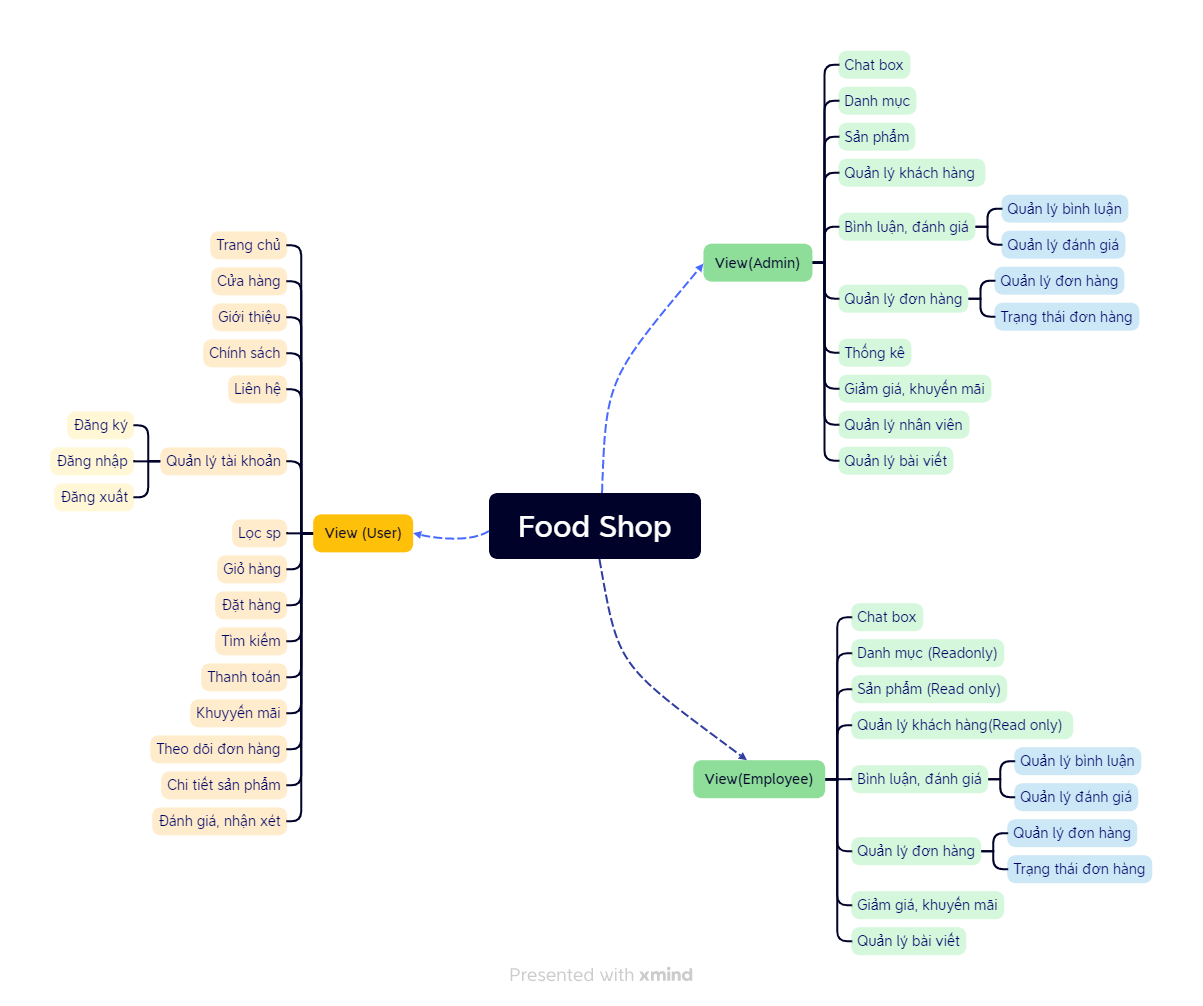 Food Shop
View (User)
Trang chủ
Cửa hàng
Giới thiệu
Chính sách
Liên hệ
Quản lý tài khoản
Đăng ký
Đăng nhập
Đăng xuất
Lọc sp
Giỏ hàng
Đặt hàng
Tìm kiếm
Thanh toán
Khuyyến mãi
Theo dõi đơn hàng
Chi tiết sản phẩm
Đánh giá, nhận xét
View(Admin)
Chat box
Danh mục
Sản phẩm
Quản lý khách hàng
Bình luận, đánh giá
Quản lý bình luận
Quản lý đánh giá
Quản lý đơn hàng
Quản lý đơn hàng
Trạng thái đơn hàng
Thống kê
Giảm giá, khuyến mãi
Quản lý nhân viên
Quản lý bài viết
View(Employee)
Chat box
Danh mục (Readonly)
Sản phẩm (Read only)
Quản lý khách hàng(Read only)
Bình luận, đánh giá
Quản lý bình luận
Quản lý đánh giá
Quản lý đơn hàng
Quản lý đơn hàng
Trạng thái đơn hàng
Giảm giá, khuyến mãi
Quản lý bài viết
Presented with xmind